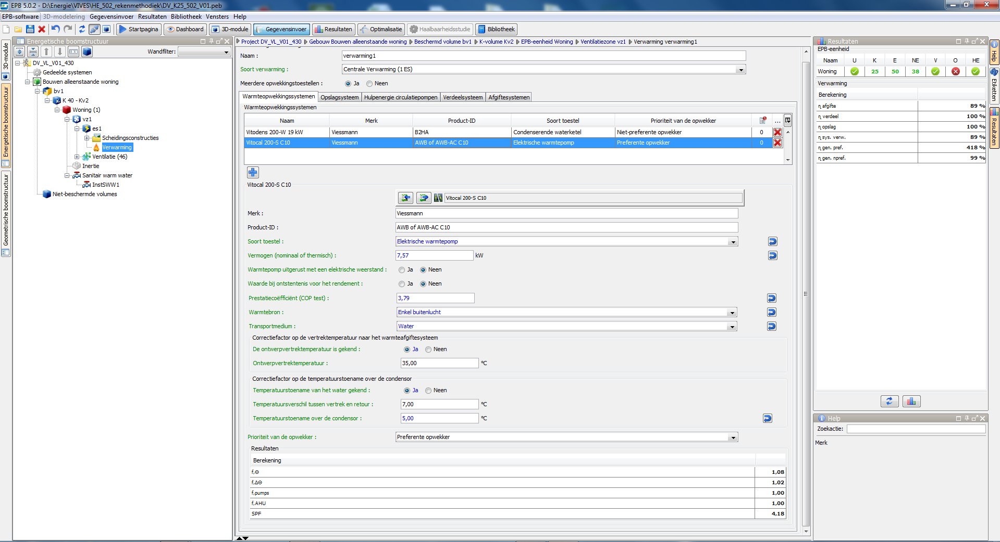 EPB 5.0.2 - D:\Energie\VIVES\HE_502_rekenmethodiek\DV_K25_502_V01.peb
EPB-software 3D-modelering Gegevensinvoer Resultaten Bibliotheek Vensters Help
Startpagina Dashboard 3D-module Gegevensinvoer Resultaten Optimalisatie Haalbaarheidsstudie Bibliotheek
3D-module
Energetische boomstructuur
Geometrische boomstructuur
Energetische boomstructuur
Wandfilter:
DV_VL_V01_430
Gedeelde systemen
Bouwen alleenstaande woning
bv1
K 40 - Kv2
Woning (1)
vz1
es1
Scheidingsconstructies
Verwarming
Ventilatie (46)
Inertie
Sanitair warm water
InstSWW1
Niet-beschermde volumes
Project DV_VL_V01_430 Gebouw Bouwen alleenstaande woning Beschermd volume bv1 K-volume Kv2 EPB-eenheid Woning Ventilatiezone vz1 Verwarming verwarming1
Naam : verwarming1
Soort verwarming : Centrale Verwarming (1 ES)
Meerdere opwekkingstoestellen : Ja Neen
Warmteopwekkingssystemen Opslagsysteem Hulpenergie circulatiepompen Verdeelsysteem Afgiftesystemen
Warmteopwekkingssystemen
Naam Merk Product-ID Soort toestel Prioriteit van de opwekker ...
Vitodens 200-W 19 kW Viessmann B2HA Condenserende waterketel Niet-preferente opwekker 0
Vitocal 200-S C10 Viessmann AWB of AWB-AC C10 Elektrische warmtepomp Preferente opwekker 0
Vitocal 200-S C10
Vitocal 200-S C10
Merk : Viessmann
Product-ID : AWB of AWB-AC C10
Soort toestel : Elektrische warmtepomp
Vermogen (nominaal of thermisch) : 7,57 kW
Warmtepomp uitgerust met een elektrische weerstand : Ja Neen
Waarde bij ontstentenis voor het rendement : Ja Neen
Prestatiecoëfficiënt (COP test) : 3,79
Warmtebron : Enkel buitenlucht
Transportmedium : Water
Correctiefactor op de vertrektemperatuur naar het warmteafgiftesysteem
De ontwerpvertrektemperatuur is gekend : Ja Neen
Ontwerpvertrektemperatuur : 35,00 °C
Correctiefactor op de temperatuurstoename over de condensor
Temperatuurstoename van het water gekend : Ja Neen
Temperatuursverschil tussen vertrek en retour : 7,00 °C
Temperatuurstoename over de condensor : 5,00 °C
Prioriteit van de opwekker : Preferente opwekker
Resultaten
Berekening
f,Θ 1,08
f,ΔΘ 1,02
f,pumps 1,00
f,AHU 1,00
SPF 4,18
Resultaten
EPB-eenheid
Naam U K E NE V O HE
Woning 25 50 38
Verwarming
Berekening
η afgifte 89 %
η verdeel 100 %
η opslag 100 %
η sys. verw. 89 %
η gen. pref. 418 %
η gen. npref. 99 %
Help
Zoekactie:
Merk
Help
Etiketten
Resultaten